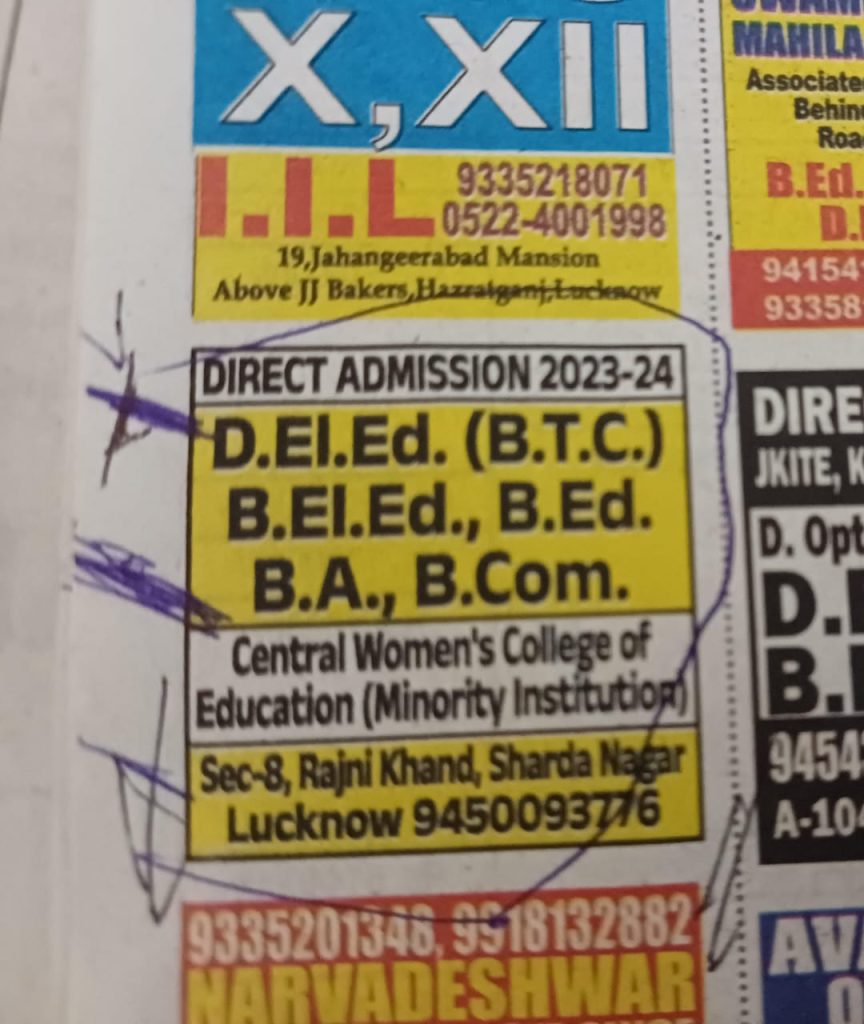 X, XII
I.I.L 9335218071
0522-4001998
19,Jahangeerabad Mansion
Above JJ Bakers,Hazratganj,Lucknow
DIRECT ADMISSION 2023-24
D.El.Ed. (B.T.C.)
B.El.Ed., B.Ed.
B.A., B.Com.
Central Women's College of
Education (Minority Institution)
Sec-8, Rajni Khand, Sharda Nagar
Lucknow 9450093776
9335201348, 9918132882
NARVADESHWAR
MAHILA
Associate
Behin
Roa
B.Ed.
D.
94154
93358
DIRE
JKITE, K
D. Opt
D.
B.
9454
A-104
AV